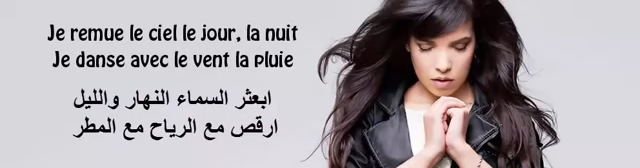 Je remue le ciel le jour, la nuit
Je danse avec le vent la pluie
ابعثر السماء النهار والليل
ارقص مع الرياح مع المطر